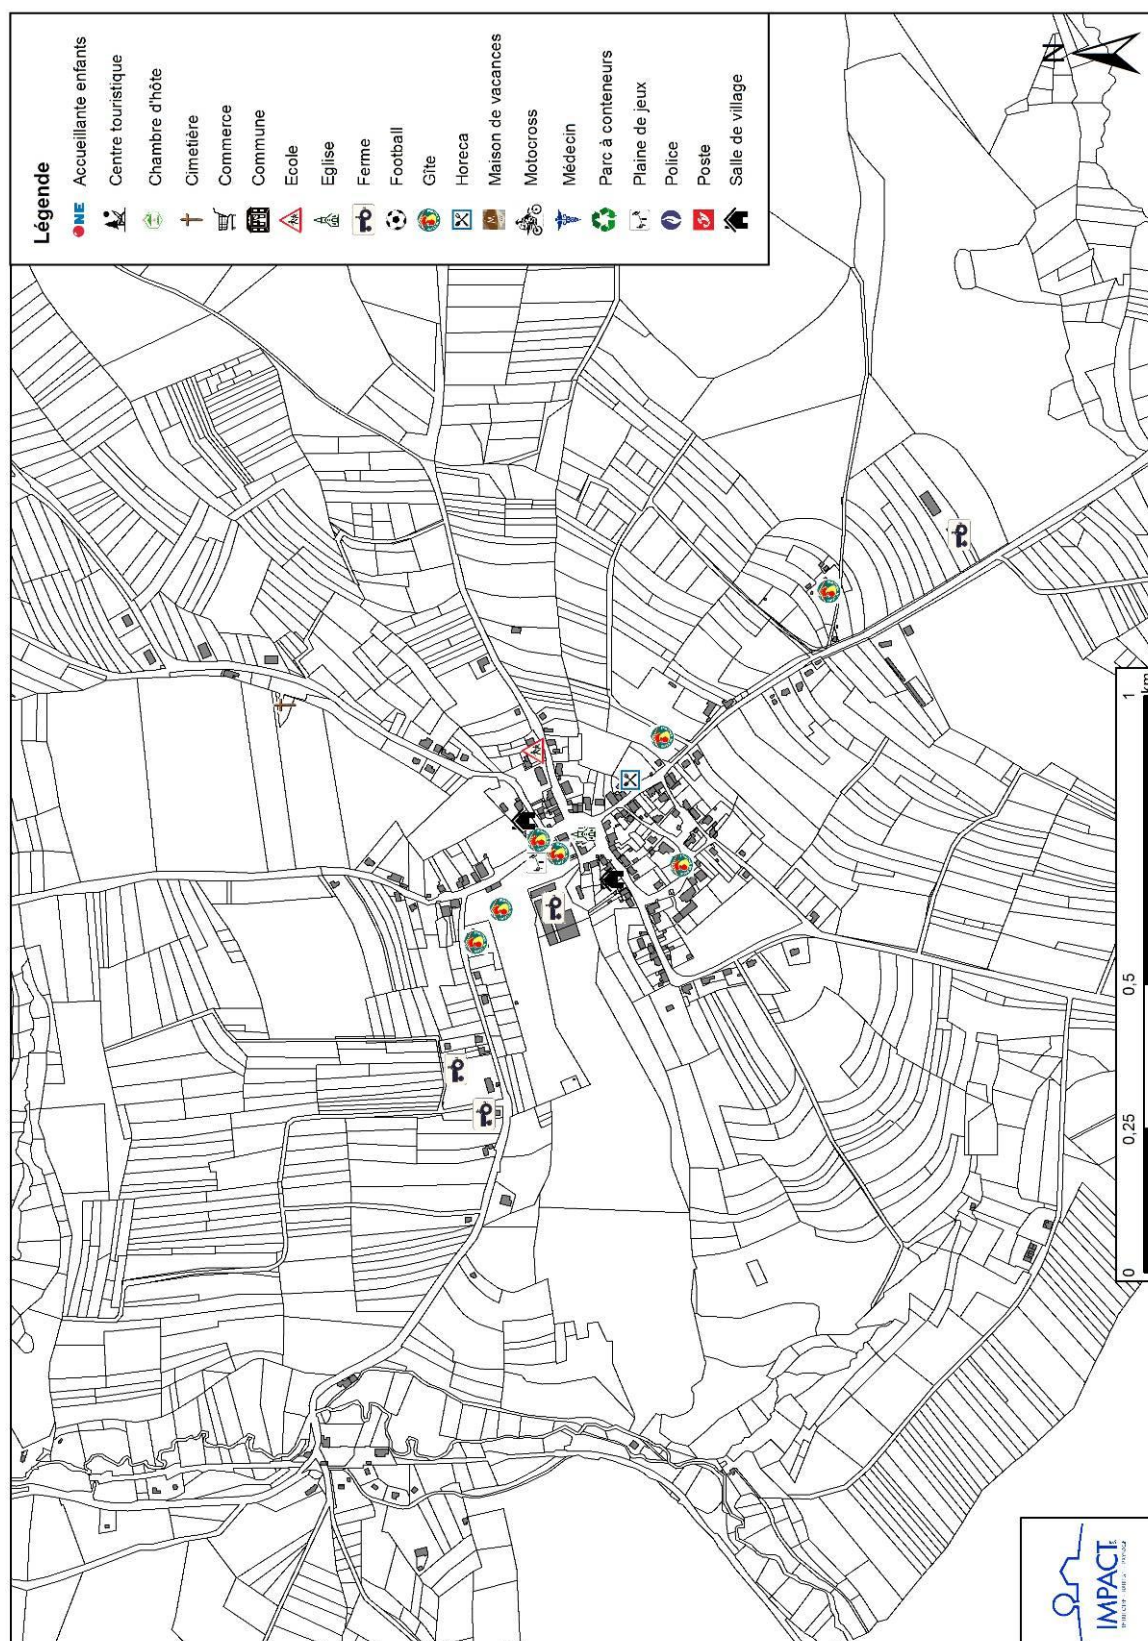 Légende
Accueillante enfants
Centre touristique
Chambre d'hôte
Cimetière
Commerce
Commune
Ecole
Eglise
Ferme
Football
Gîte
Horeca
Maison de vacances
Motocross
Médecin
Parc à conteneurs
Plaine de jeux
Police
Poste
Salle de village
ONE
N
0 0,25 0,5 1
km
IMPACT